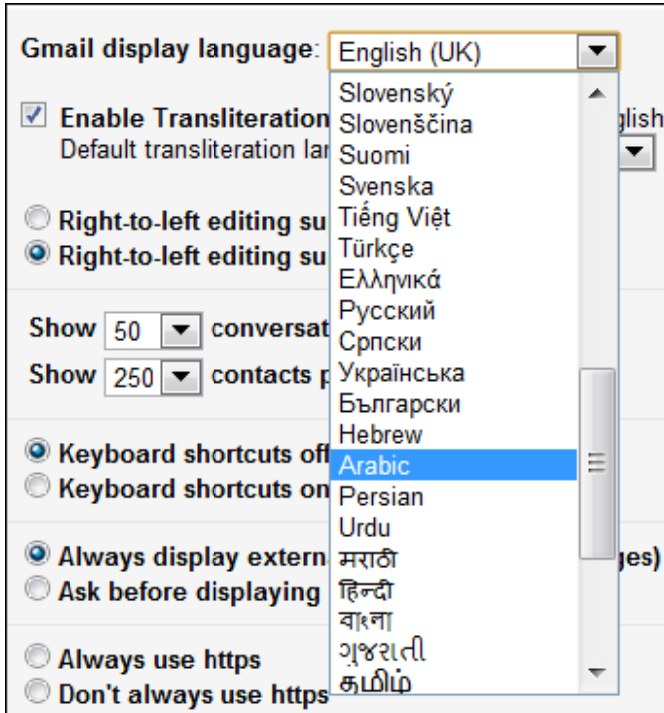 Gmail display language: English (UK)
Slovenský
Enable Transliteration
Slovenščina
glish
Default transliteration lan
Suomi
Svenska
Right-to-left editing su
Tiếng Việt
Right-to-left editing su
Türkçe
Ελληνικά
Русский
Show 50 conversat
Српски
Show 250 contacts p
Українська
Български
Hebrew
Keyboard shortcuts off
Arabic
Keyboard shortcuts on
Persian
Urdu
Always display extern
मराठी
ges)
Ask before displaying
हिन्दी
বাংলা
Always use https
ગુજરાતી
Don't always use https
தமிழ்